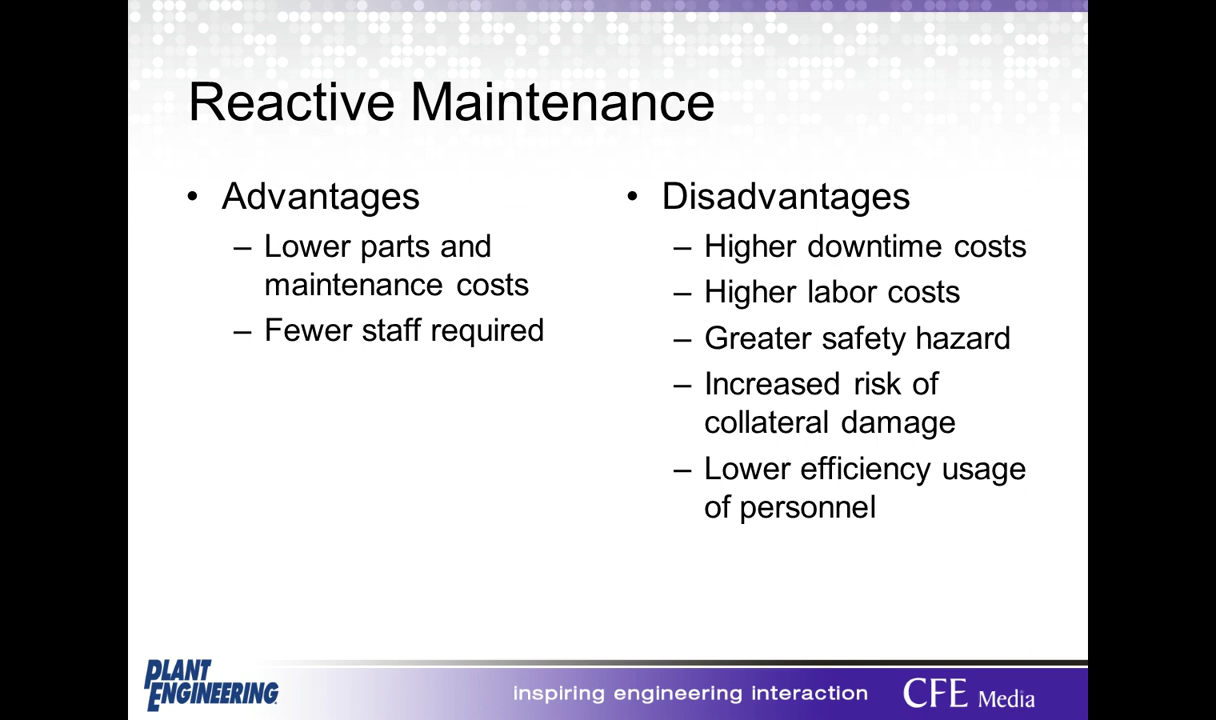 Reactive Maintenance
• Advantages
– Lower parts and
maintenance costs
– Fewer staff required
• Disadvantages
– Higher downtime costs
– Higher labor costs
– Greater safety hazard
– Increased risk of
collateral damage
– Lower efficiency usage
of personnel
PLANT
ENGINEERING
inspiring engineering interaction
CFE Media